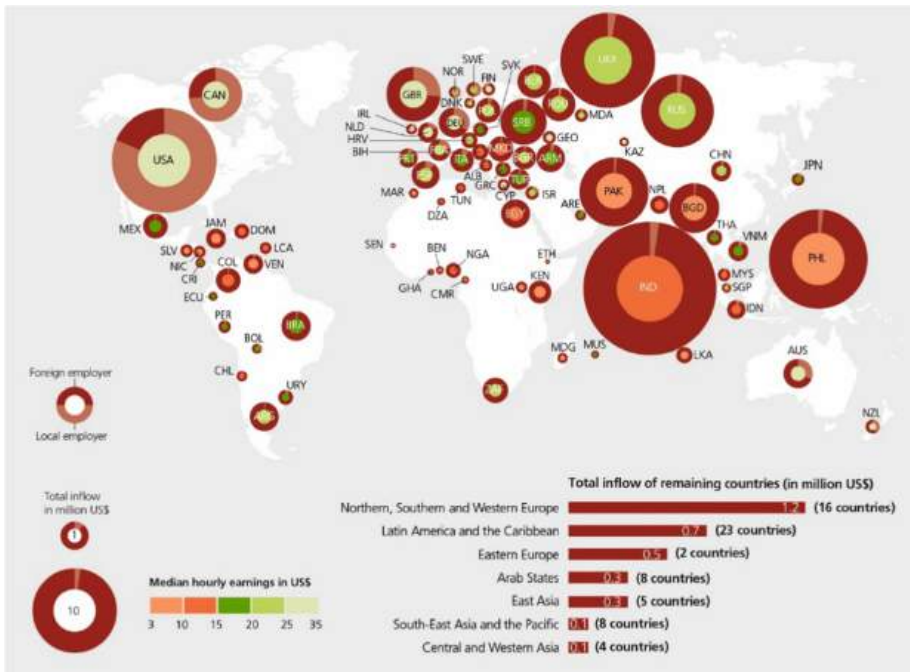 SWE
SVK
NOR
FIN
UKR
CAN
GBR
DNK
RUS
IRL
DEU
SRB
MDA
NLD
HRV
MKD
GEO
KAZ
USA
BIH
PRT
ITA
BGR
ARM
CHN
ESP
ALB
GRC
CYP
TUR
ISR
PAK
NPL
JPN
MAR
DZA
TUN
EGY
ARE
BGD
MEX
JAM
DOM
THA
VNM
SLV
LCA
SEN
BEN
NGA
ETH
IND
PHL
NIC
COL
VEN
CRI
GHA
CMR
UGA
KEN
MYS
SGP
ECU
IDN
PER
BRA
BOL
MDG
MUS
LKA
AUS
CHL
URY
NZL
Foreign employer
Local employer
Total inflow
in million US$
1
10
Median hourly earnings in US$
3 10 15 20 25 35
Total inflow of remaining countries (in million US$)
Northern, Southern and Western Europe 1.2 (16 countries)
Latin America and the Caribbean 0.7 (23 countries)
Eastern Europe 0.5 (2 countries)
Arab States 0.3 (8 countries)
East Asia 0.3 (5 countries)
South-East Asia and the Pacific 0.1 (8 countries)
Central and Western Asia 0.1 (4 countries)